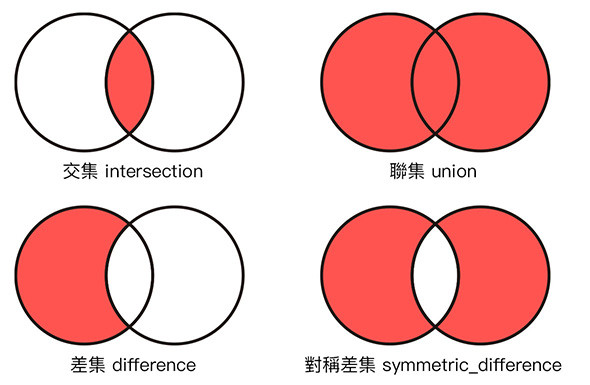 交集 intersection
聯集 union
差集 difference
對稱差集 symmetric_difference